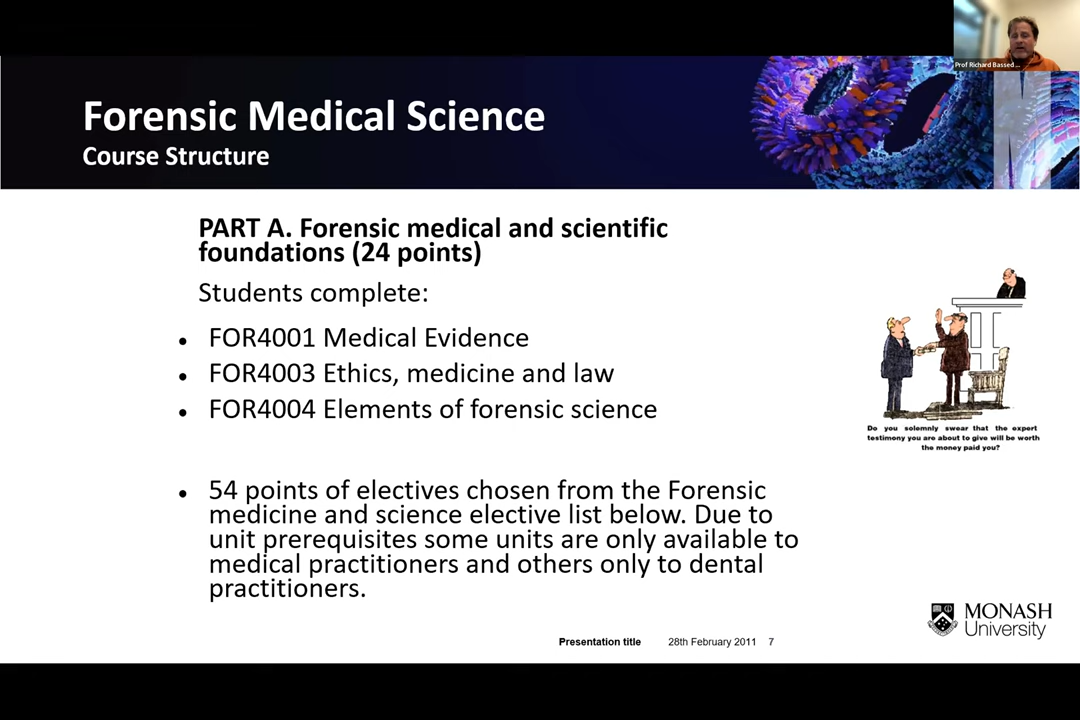 Prof Richard Bassed ...
Forensic Medical Science
Course Structure
PART A. Forensic medical and scientific
foundations (24 points)
Students complete:
• FOR4001 Medical Evidence
• FOR4003 Ethics, medicine and law
• FOR4004 Elements of forensic science
Do you solemnly swear that the expert
testimony you are about to give will be worth
the money paid you?
• 54 points of electives chosen from the Forensic
medicine and science elective list below. Due to
unit prerequisites some units are only available to
medical practitioners and others only to dental
practitioners.
MONASH
University
Presentation title 28th February 2011 7